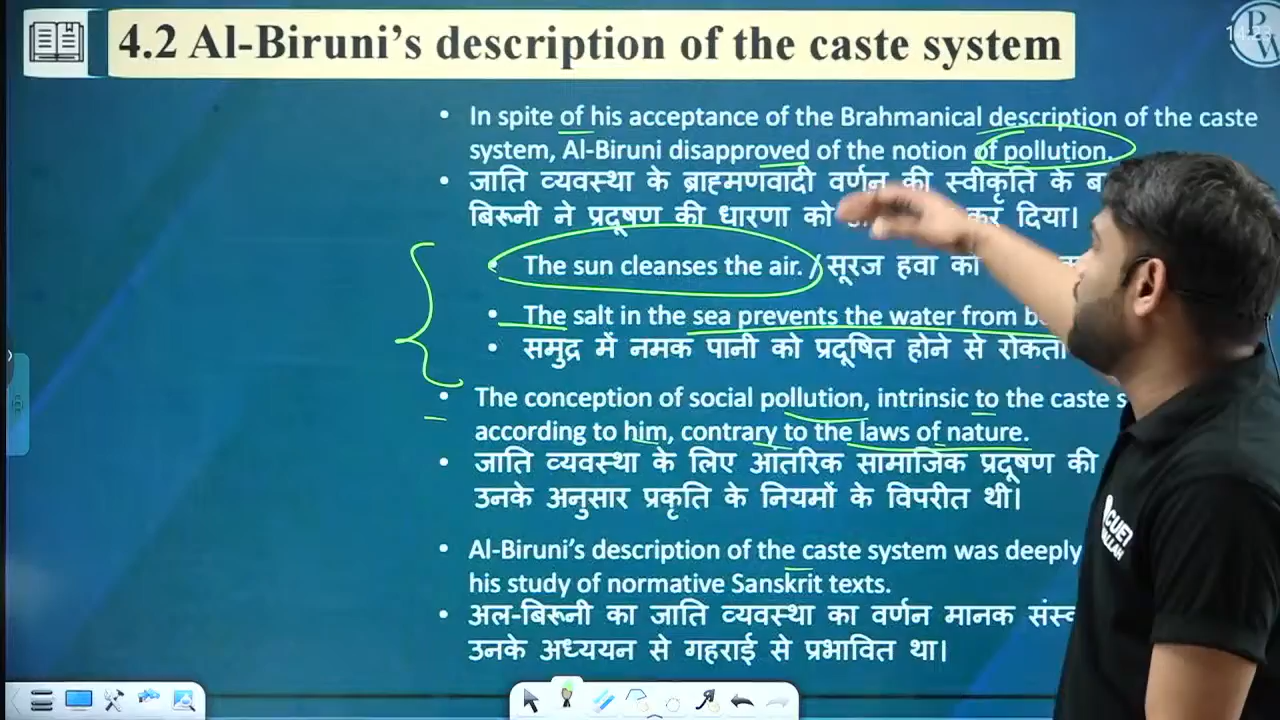 4.2 Al-Biruni's description of the caste system
• In spite of his acceptance of the Brahmanical description of the caste
system, Al-Biruni disapproved of the notion of pollution.
• जाति व्यवस्था के ब्राह्मणवादी वर्णन की स्वीकृति के
बिरूनी ने प्रदूषण की धारणा को कर दिया।
• The sun cleanses the air. / सूरज हवा को
• The salt in the sea prevents the water from
• समुद्र में नमक पानी को प्रदूषित होने से
• The conception of social pollution, intrinsic to the caste
according to him, contrary to the laws of nature.
• जाति व्यवस्था के लिए आंतरिक सामाजिक प्रदूषण की
उनके अनुसार प्रकृति के नियमों के विपरीत थी।
• Al-Biruni's description of the caste system was deeply
his study of normative Sanskrit texts.
• अल-बिरूनी का जाति व्यवस्था का वर्णन मानक
उनके अध्ययन से गहराई से प्रभावित था।
PW
CUET